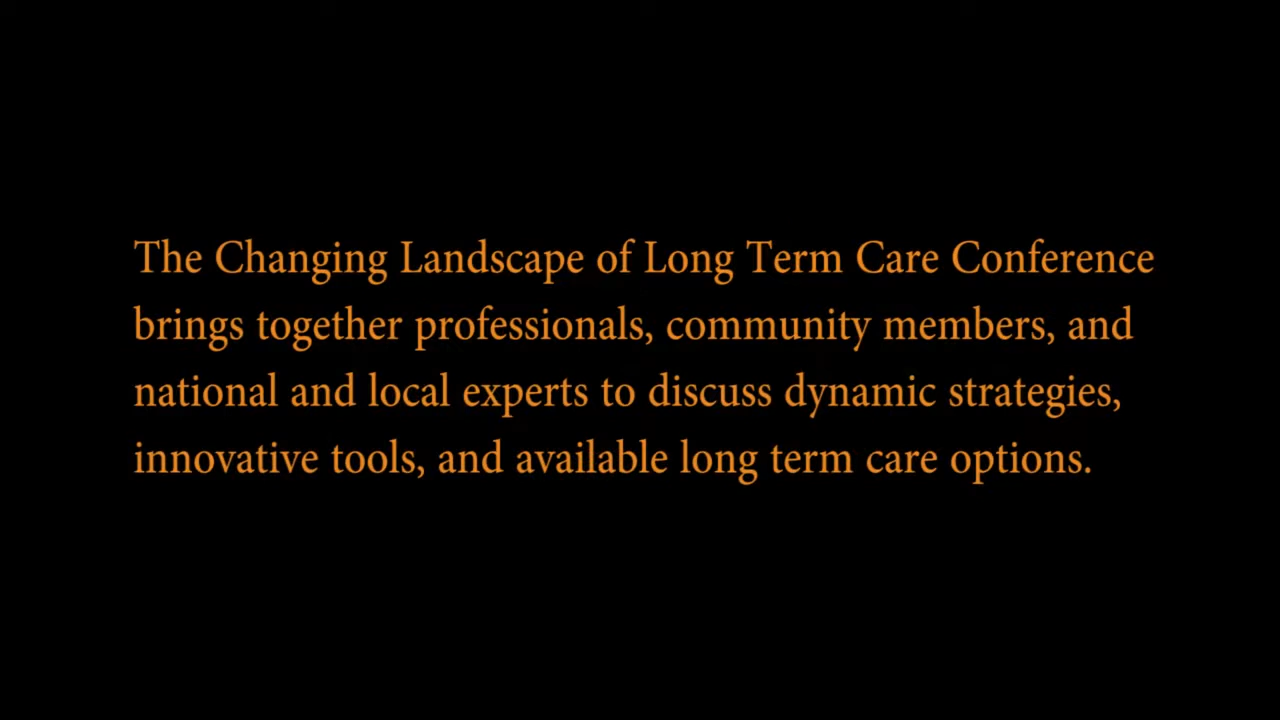 The Changing Landscape of Long Term Care Conference
brings together professionals, community members, and
national and local experts to discuss dynamic strategies,
innovative tools, and available long term care options.